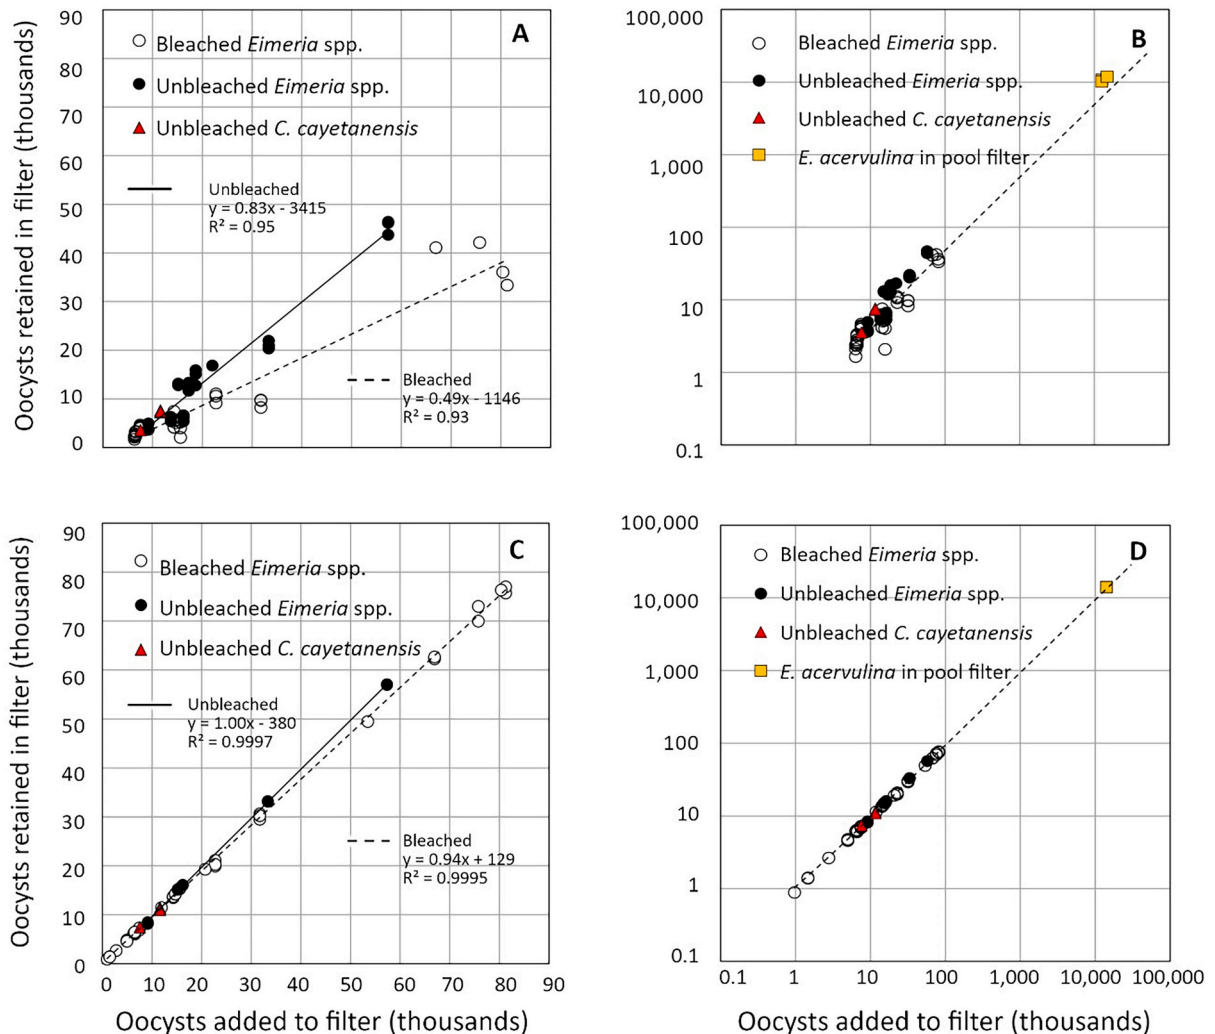 Oocysts retained in filter (thousands)
90
80
70
60
50
40
30
20
10
0
A
Bleached Eimeria spp.
Unbleached Eimeria spp.
Unbleached C. cayetanensis
Unbleached
y = 0.83x - 3415
R² = 0.95
Bleached
y = 0.49x - 1146
R² = 0.93
100,000
10,000
1,000
100
10
1
0.1
B
Bleached Eimeria spp.
Unbleached Eimeria spp.
Unbleached C. cayetanensis
E. acervulina in pool filter
Oocysts retained in filter (thousands)
90
80
70
60
50
40
30
20
10
0
C
Bleached Eimeria spp.
Unbleached Eimeria spp.
Unbleached C. cayetanensis
Unbleached
y = 1.00x - 380
R² = 0.9997
Bleached
y = 0.94x + 129
R² = 0.9995
0 10 20 30 40 50 60 70 80 90
Oocysts added to filter (thousands)
100,000
10,000
1,000
100
10
1
0.1
D
Bleached Eimeria spp.
Unbleached Eimeria spp.
Unbleached C. cayetanensis
E. acervulina in pool filter
0.1 1 10 100 1,000 10,000 100,000
Oocysts added to filter (thousands)